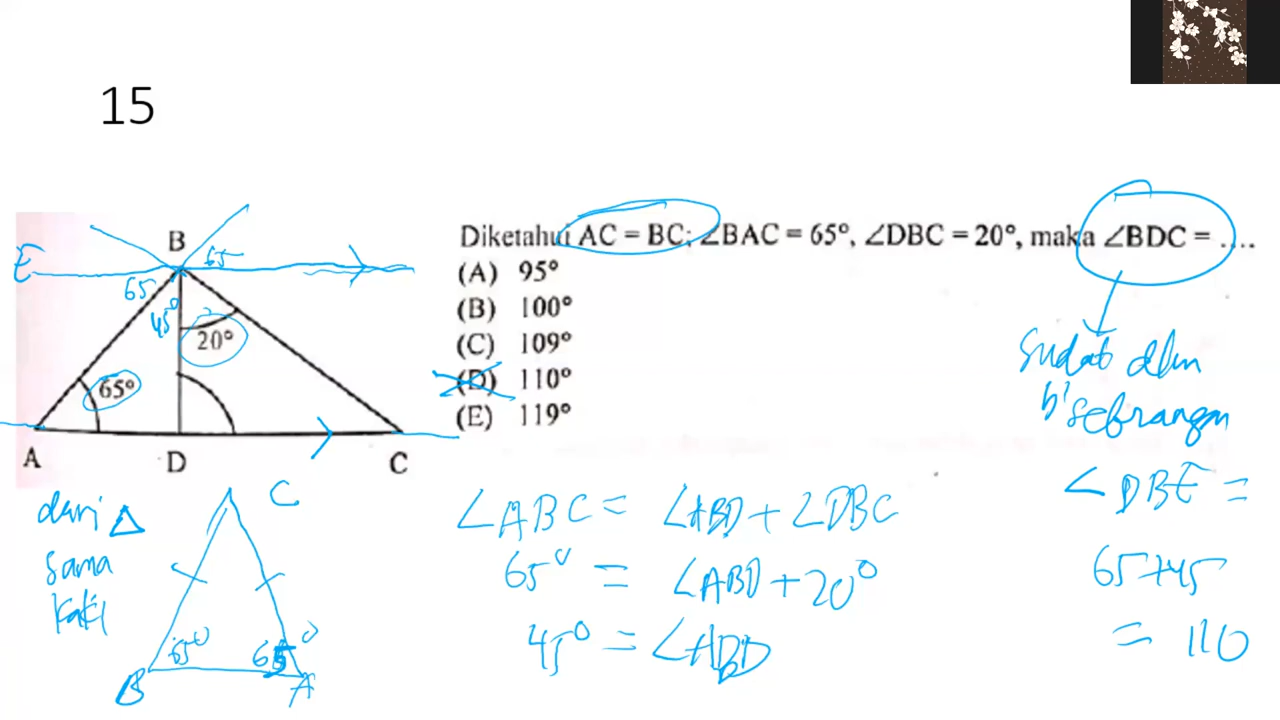 15
Diketahui AC = BC; ∠BAC = 65°, ∠DBC = 20°, maka ∠BDC = ....
(A) 95°
(B) 100°
(C) 109°
(D) 110°
(E) 119°
E
B
65
65
45°
20°
65°
A
D
C
dari △
sama
kaki
C
65°
65°
B
A
∠ABC = ∠ABD + ∠DBC
65° = ∠ABD + 20°
45° = ∠ABD
Sudut dlm
b' sebrangan
∠DBE =
65+45
= 110